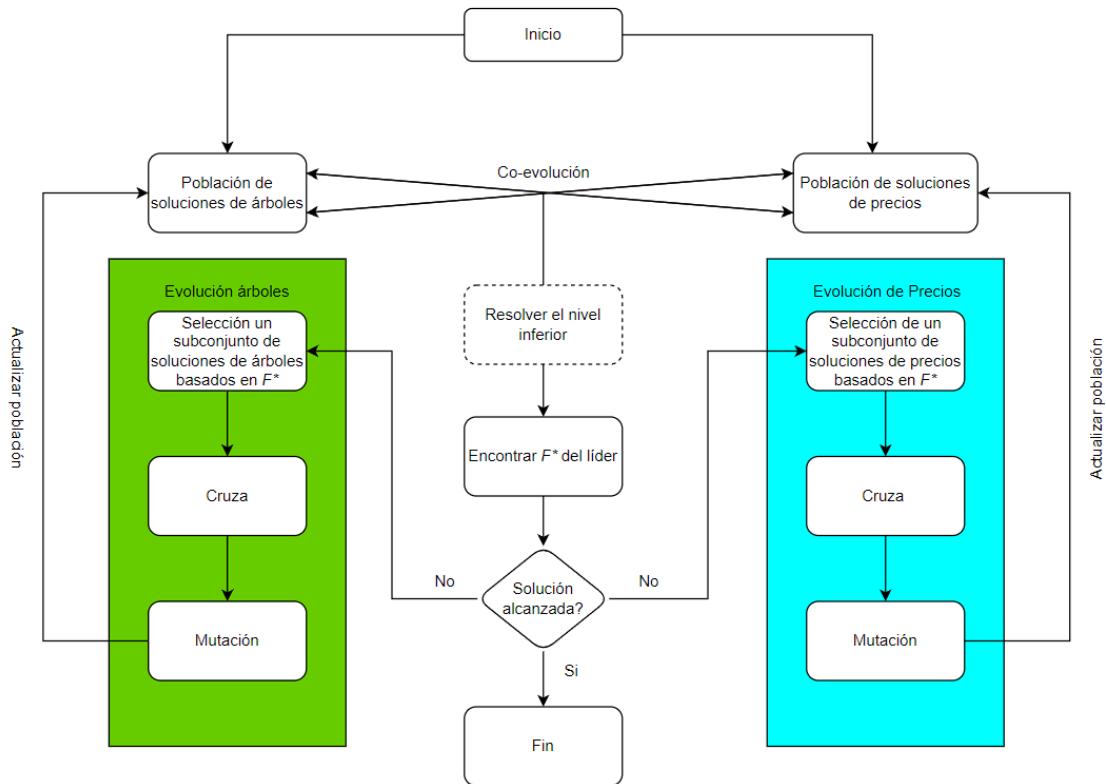 Inicio
Población de
soluciones de árboles
Co-evolución
Población de soluciones
de precios
Evolución árboles
Selección un
subconjunto de
soluciones de árboles
basados en F*
Cruza
Mutación
Actualizar población
Resolver el nivel
inferior
Encontrar F* del líder
Solución
alcanzada?
No
No
Si
Fin
Evolución de Precios
Selección de un
subconjunto de
soluciones de precios
basados en F*
Cruza
Mutación
Actualizar población